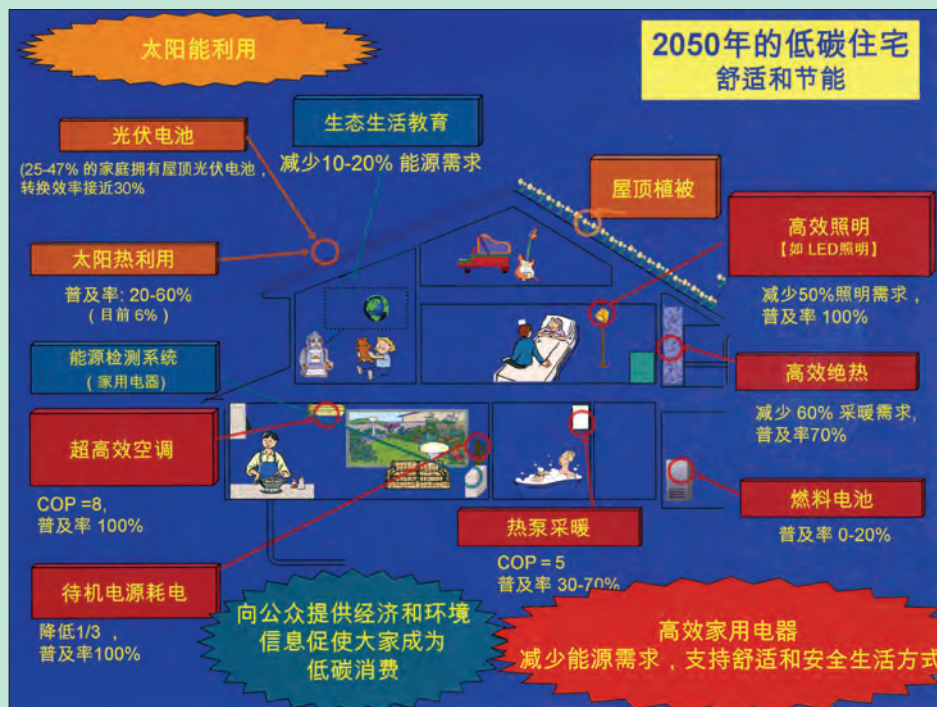 太阳能利用
2050年的低碳住宅
舒适和节能
光伏电池
(25-47% 的家庭拥有屋顶光伏电池，
转换效率接近30%
生态生活教育
减少10-20% 能源需求
屋顶植被
高效照明
【如 LED照明】
减少50%照明需求，
普及率 100%
太阳热利用
普及率: 20-60%
（目前 6%）
能源检测系统
（家用电器）
高效绝热
减少 60% 采暖需求,
普及率70%
超高效空调
COP =8,
普及率 100%
燃料电池
普及率 0-20%
热泵采暖
COP = 5
普及率 30-70%
待机电源耗电
降低1/3 ，
普及率100%
向公众提供经济和环境
信息促使大家成为
低碳消费
高效家用电器
减少能源需求，支持舒适和安全生活方式